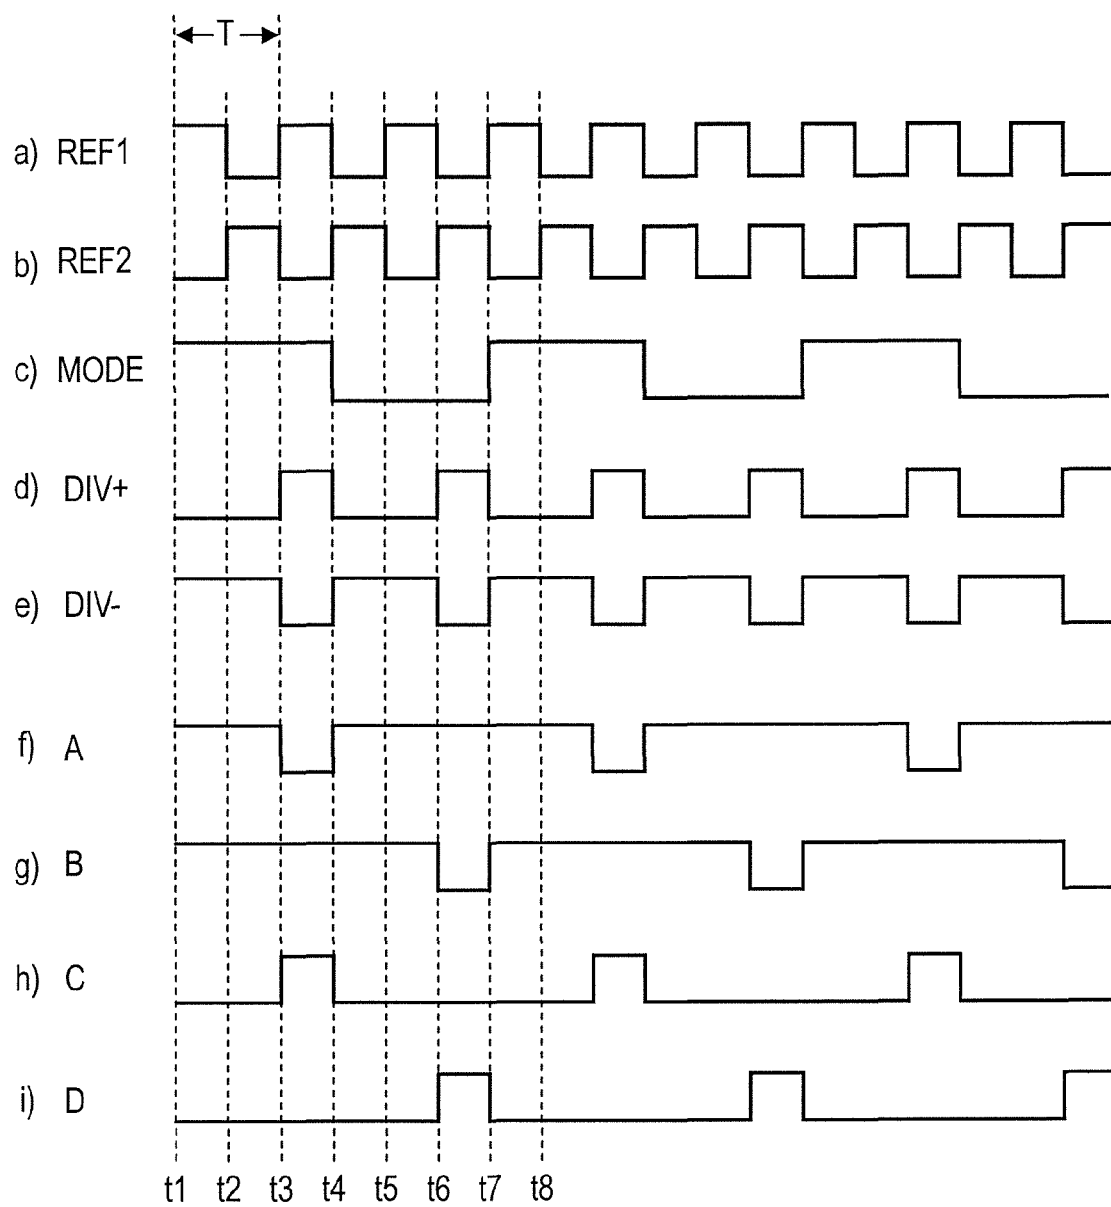 T
a) REF1
b) REF2
c) MODE
d) DIV+
e) DIV-
f) A
g) B
h) C
i) D
t1 t2 t3 t4 t5 t6 t7 t8